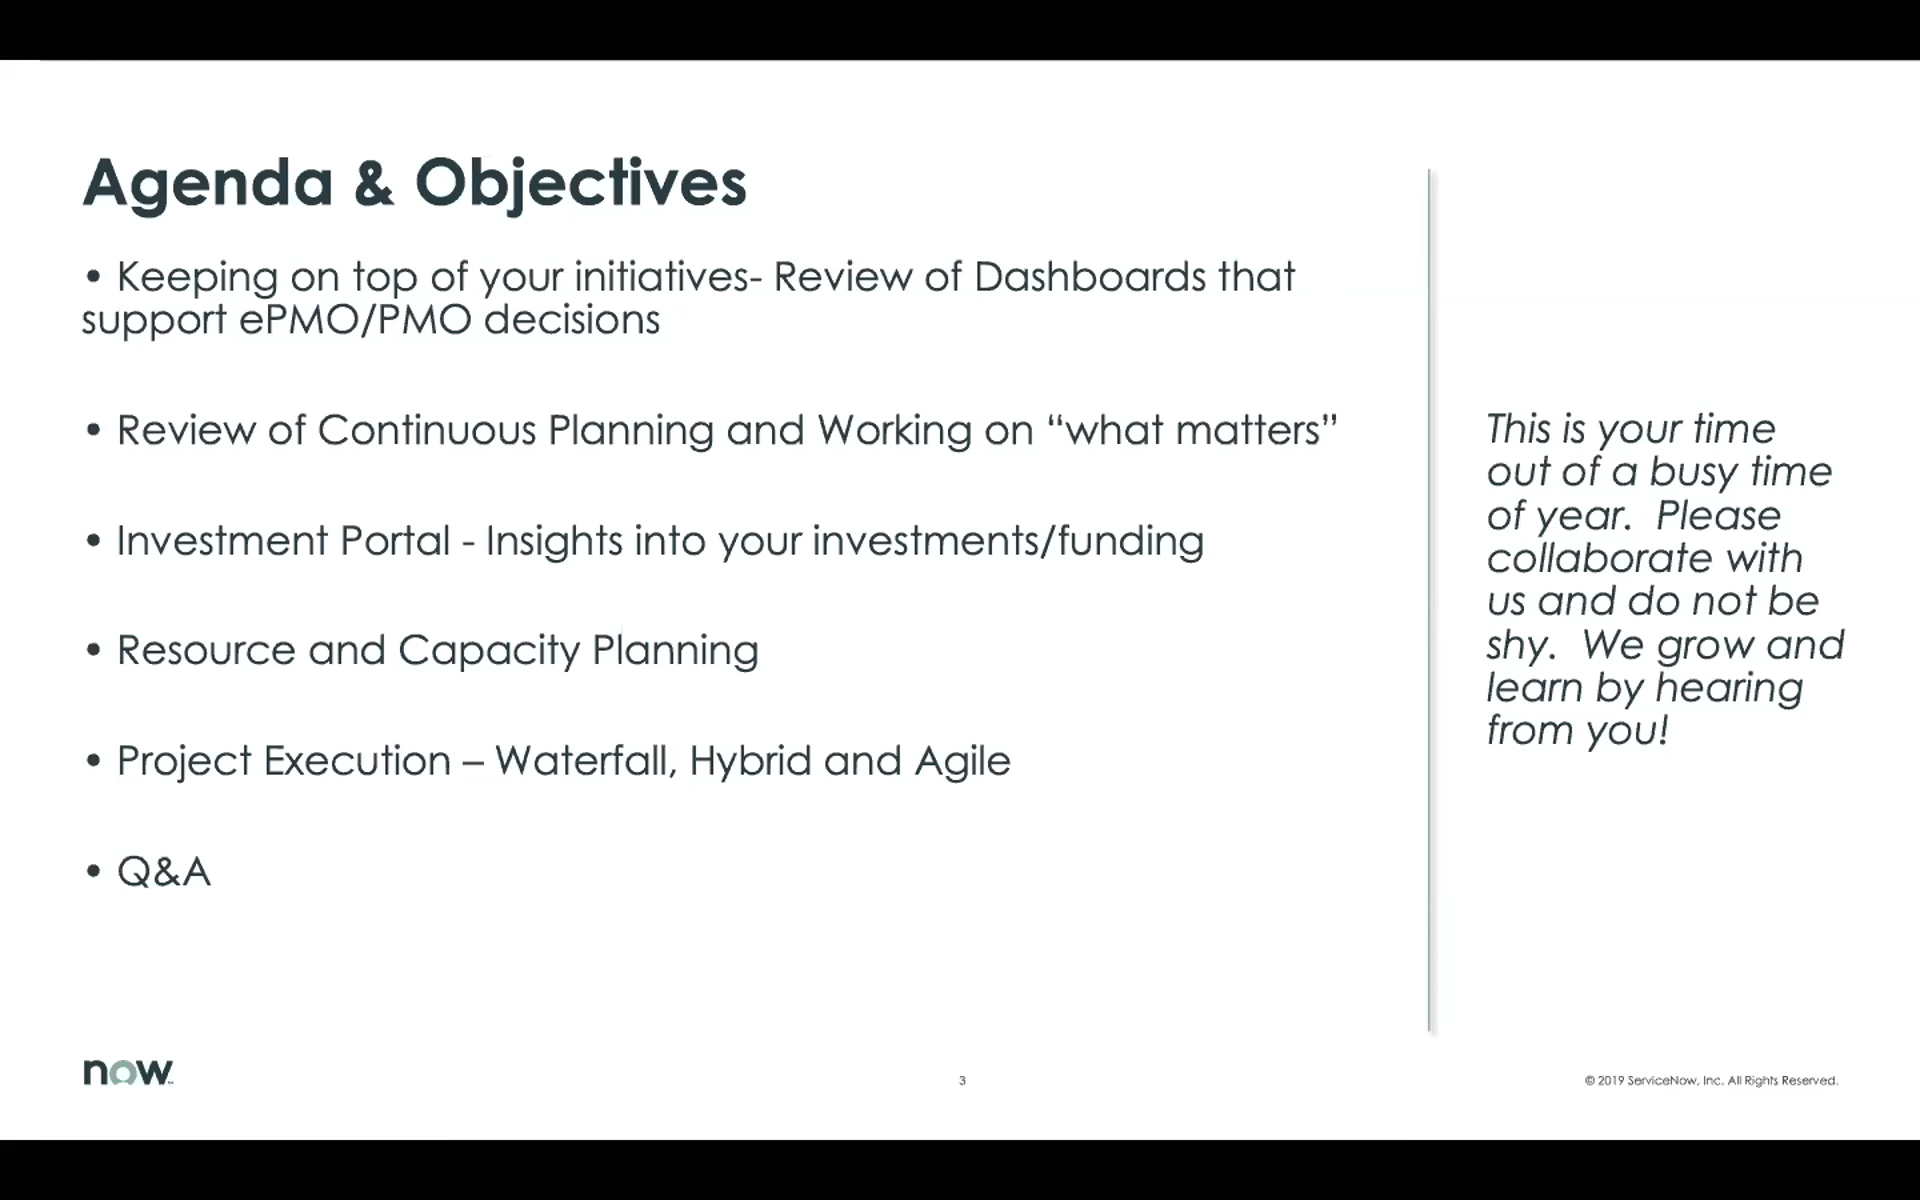 Agenda & Objectives
• Keeping on top of your initiatives- Review of Dashboards that
support ePMO/PMO decisions
• Review of Continuous Planning and Working on “what matters”
• Investment Portal - Insights into your investments/funding
• Resource and Capacity Planning
• Project Execution – Waterfall, Hybrid and Agile
• Q&A
This is your time
out of a busy time
of year.  Please
collaborate with
us and do not be
shy.  We grow and
learn by hearing
from you!
now
3
© 2019 ServiceNow, Inc. All Rights Reserved.